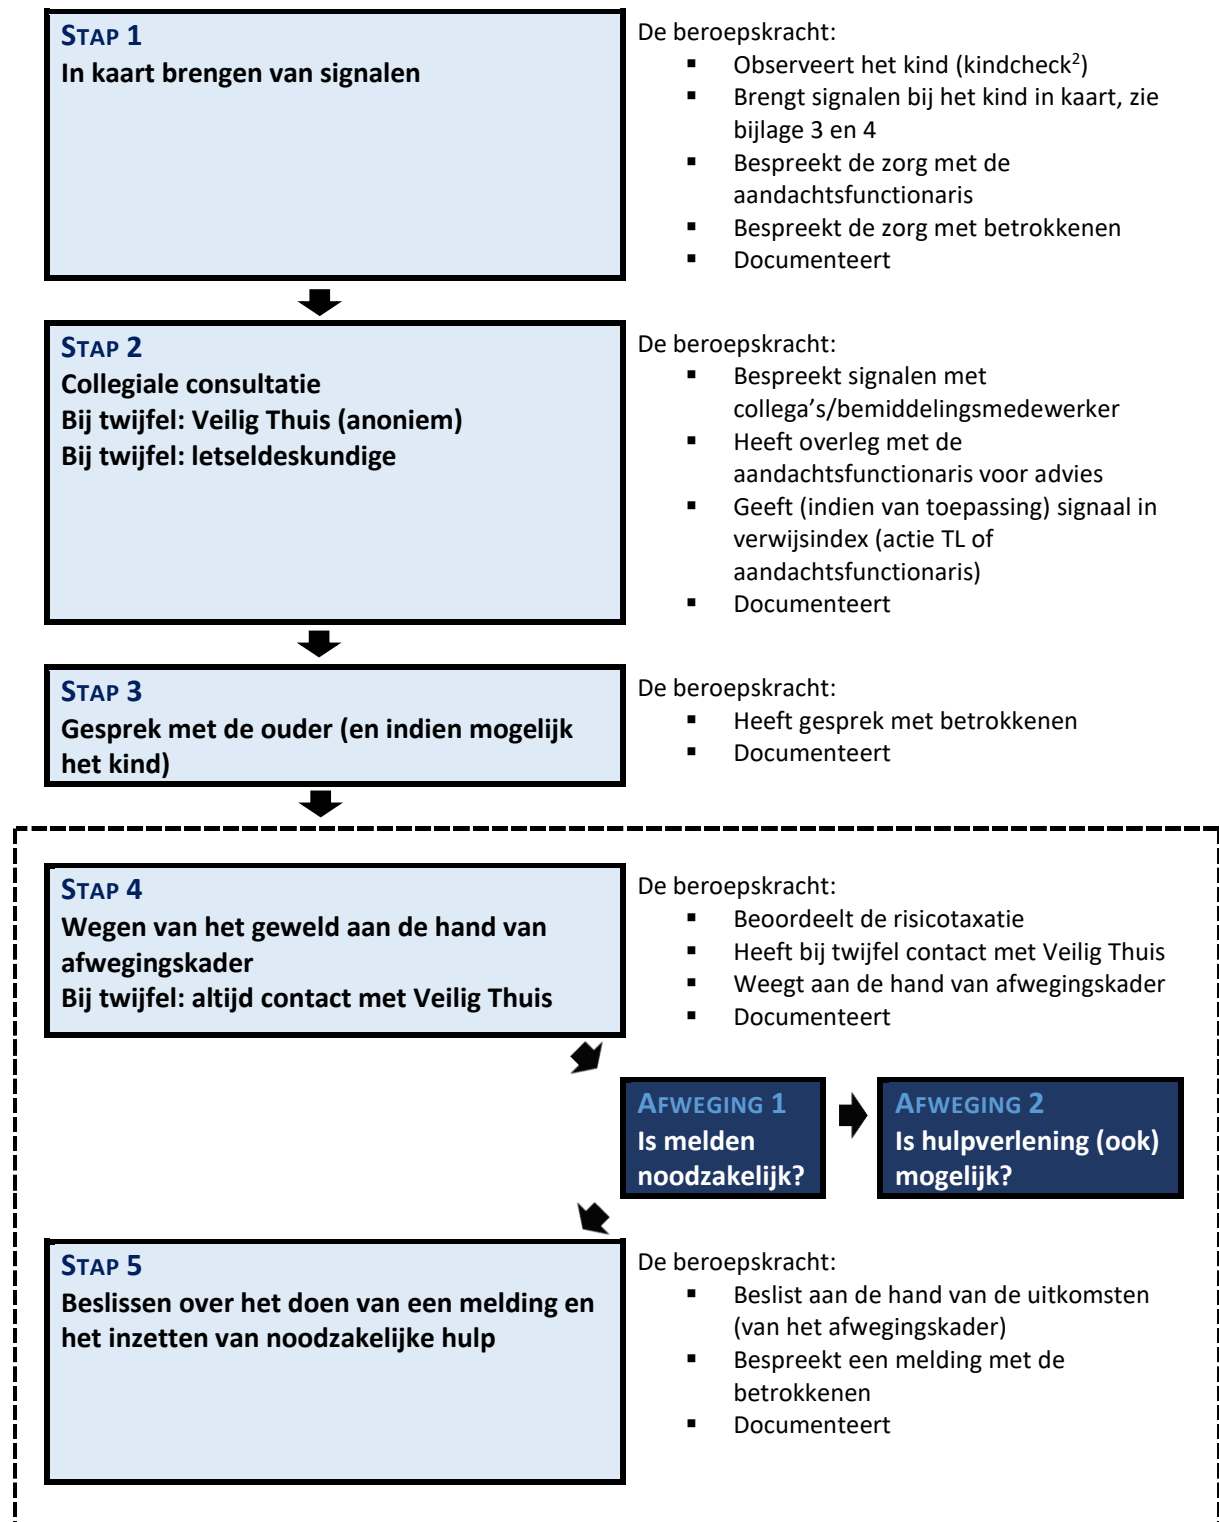 STAP 1
In kaart brengen van signalen
De beroepskracht:
▪ Observeert het kind (kindcheck²)
▪ Brengt signalen bij het kind in kaart, zie
bijlage 3 en 4
▪ Bespreekt de zorg met de
aandachtsfunctionaris
▪ Bespreekt de zorg met betrokkenen
▪ Documenteert
STAP 2
Collegiale consultatie
Bij twijfel: Veilig Thuis (anoniem)
Bij twijfel: letseldeskundige
De beroepskracht:
▪ Bespreekt signalen met
collega’s/bemiddelingsmedewerker
▪ Heeft overleg met de
aandachtsfunctionaris voor advies
▪ Geeft (indien van toepassing) signaal in
verwijsindex (actie TL of
aandachtsfunctionaris)
▪ Documenteert
STAP 3
Gesprek met de ouder (en indien mogelijk
het kind)
De beroepskracht:
▪ Heeft gesprek met betrokkenen
▪ Documenteert
STAP 4
Wegen van het geweld aan de hand van
afwegingskader
Bij twijfel: altijd contact met Veilig Thuis
De beroepskracht:
▪ Beoordeelt de risicotaxatie
▪ Heeft bij twijfel contact met Veilig Thuis
▪ Weegt aan de hand van afwegingskader
▪ Documenteert
AFWEGING 1
Is melden
noodzakelijk?
AFWEGING 2
Is hulpverlening (ook)
mogelijk?
STAP 5
Beslissen over het doen van een melding en
het inzetten van noodzakelijke hulp
De beroepskracht:
▪ Beslist aan de hand van de uitkomsten
(van het afwegingskader)
▪ Bespreekt een melding met de
betrokkenen
▪ Documenteert